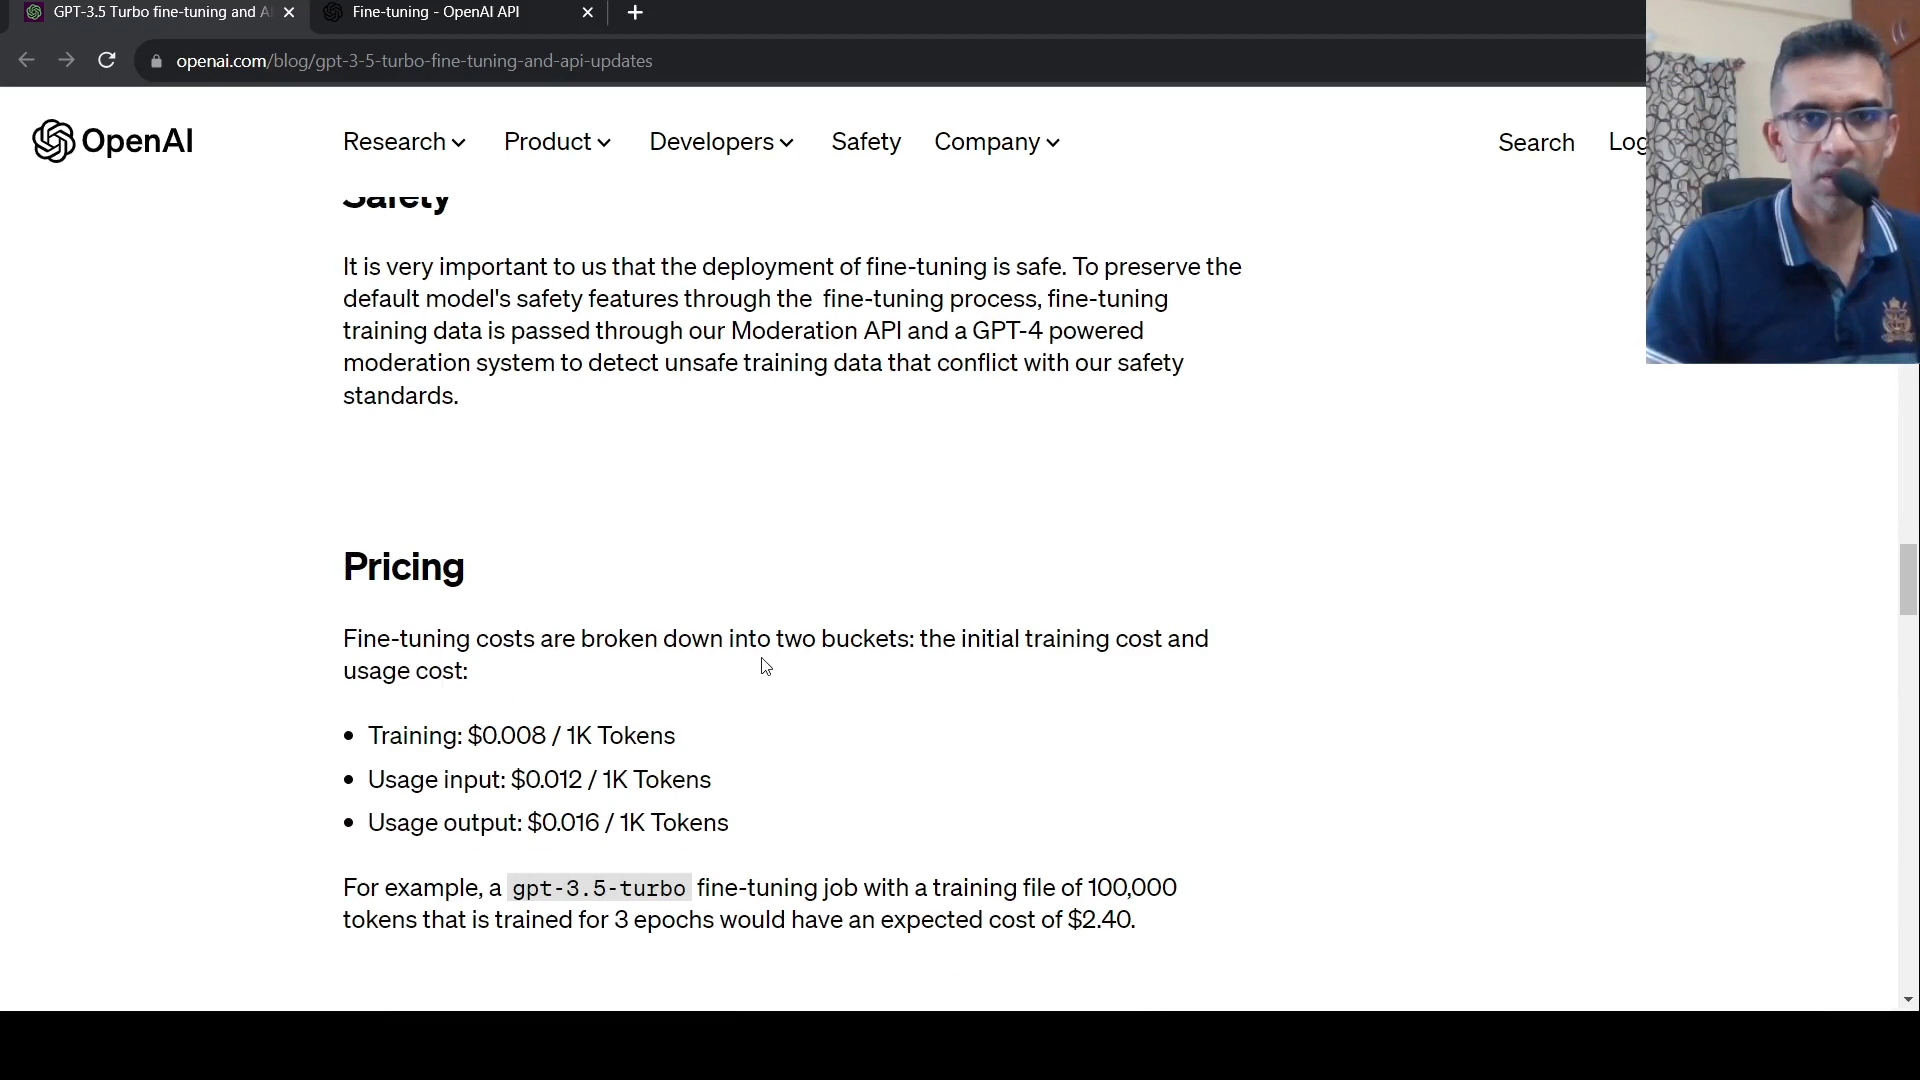 GPT-3.5 Turbo fine-tuning and A
Fine-tuning - OpenAI API
openai.com/blog/gpt-3-5-turbo-fine-tuning-and-api-updates
OpenAI
Research
Product
Developers
Safety
Company
Search
Log
Safety
It is very important to us that the deployment of fine-tuning is safe. To preserve the
default model's safety features through the fine-tuning process, fine-tuning
training data is passed through our Moderation API and a GPT-4 powered
moderation system to detect unsafe training data that conflict with our safety
standards.
Pricing
Fine-tuning costs are broken down into two buckets: the initial training cost and
usage cost:
• Training: $0.008 / 1K Tokens
• Usage input: $0.012 / 1K Tokens
• Usage output: $0.016 / 1K Tokens
For example, a gpt-3.5-turbo fine-tuning job with a training file of 100,000
tokens that is trained for 3 epochs would have an expected cost of $2.40.